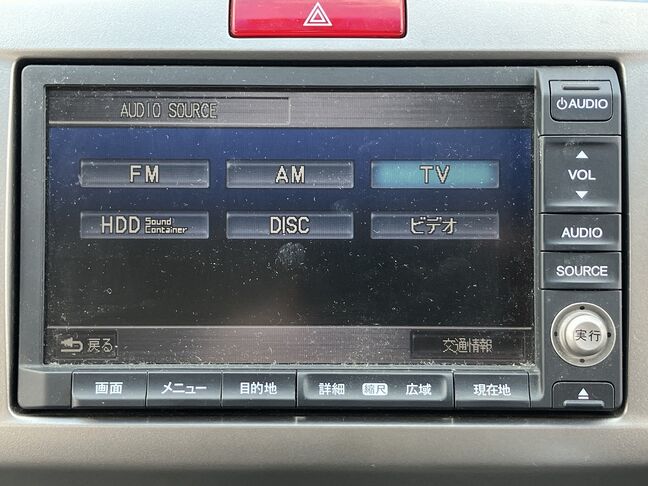 AUDIO SOURCE
FM AM TV
HDD Sound Container DISC ビデオ
戻る 交通情報
AUDIO
VOL
AUDIO
SOURCE
実行
画面 メニュー 目的地 詳細 縮尺 広域 現在地